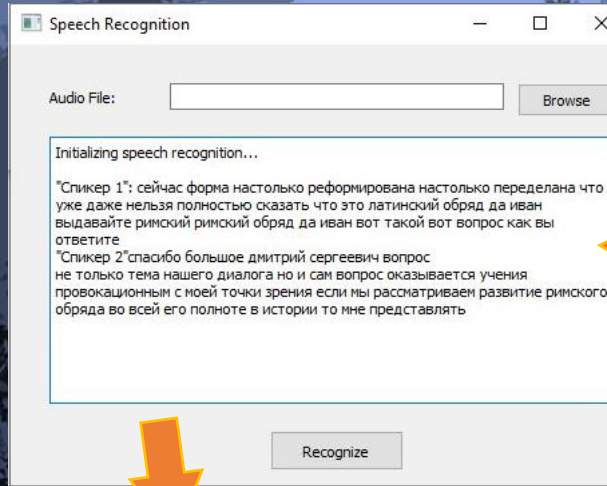 Speech Recognition
Audio File:
Browse
Initializing speech recognition...
"Спикер 1": сейчас форма настолько реформирована настолько переделана что
уже даже нельзя полностью сказать что это латинский обряд да иван
выдавайте римский римский обряд да иван вот такой вот вопрос как вы
ответите
"Спикер 2"спасибо большое дмитрий сергеевич вопрос
не только тема нашего диалога но и сам вопрос оказывается учения
провокационным с моей точки зрения если мы рассматриваем развитие римского
обряда во всей его полноте в истории то мне представлять
Recognize